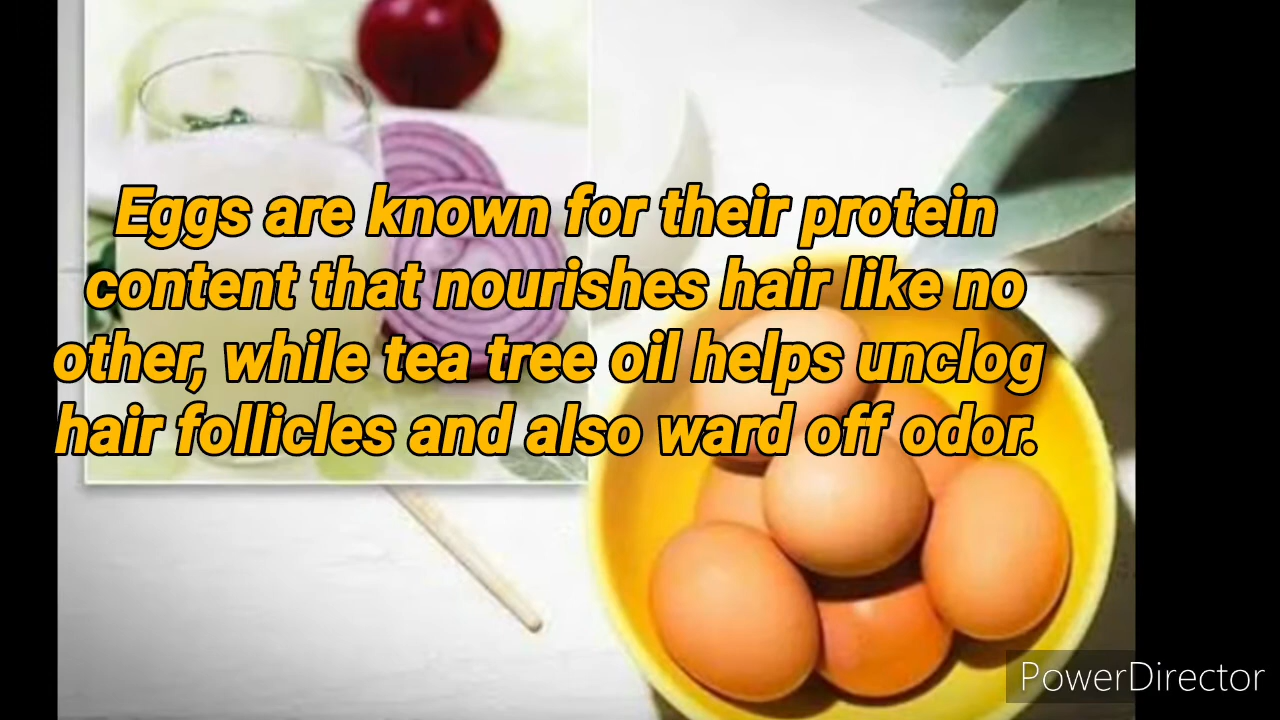 Eggs are known for their protein
content that nourishes hair like no
other, while tea tree oil helps unclog
hair follicles and also ward off odor.
PowerDirector